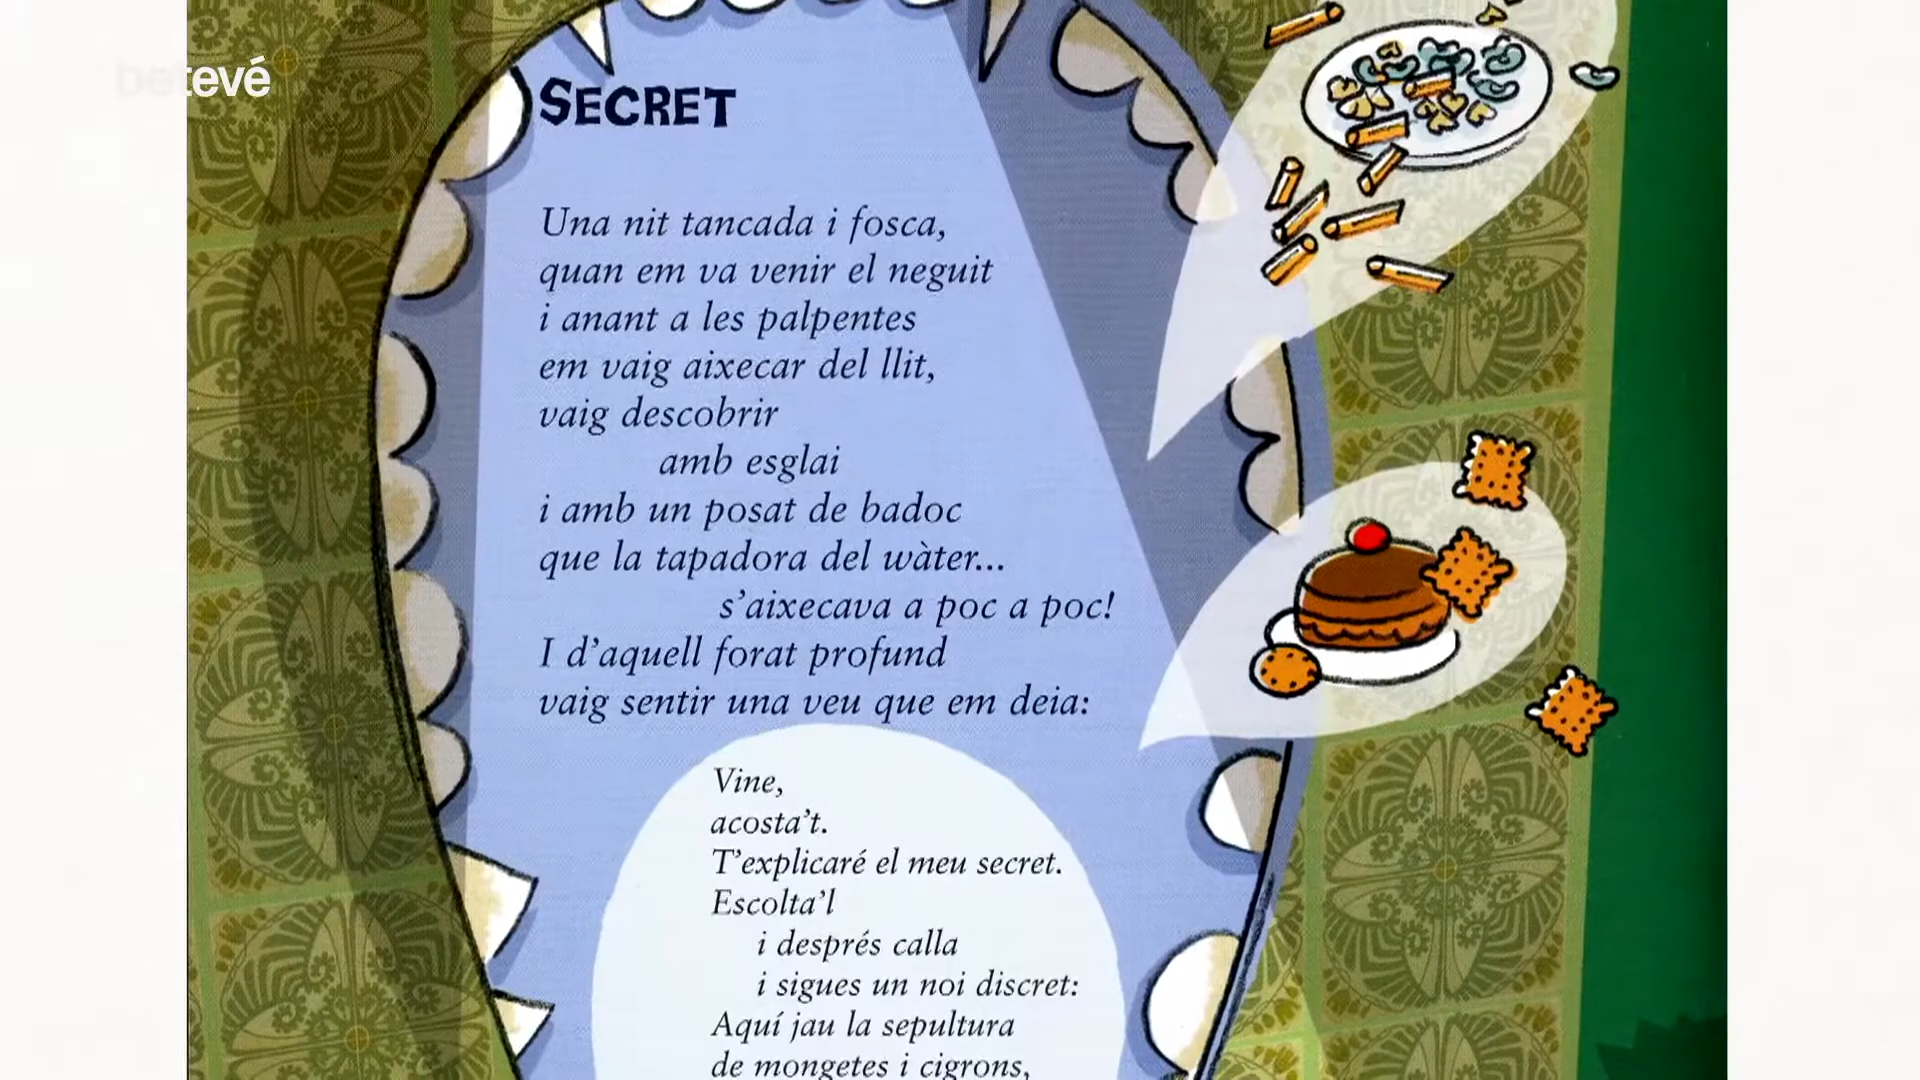 betevé
SECRET
Una nit tancada i fosca,
quan em va venir el neguit
i anant a les palpentes
em vaig aixecar del llit,
vaig descobrir
amb esglai
i amb un posat de badoc
que la tapadora del wàter...
s’aixecava a poc a poc!
I d’aquell forat profund
vaig sentir una veu que em deia:
Vine,
acosta’t.
T’explicaré el meu secret.
Escolta’l
i després calla
i sigues un noi discret:
Aquí jau la sepultura
de mongetes i cigrons,